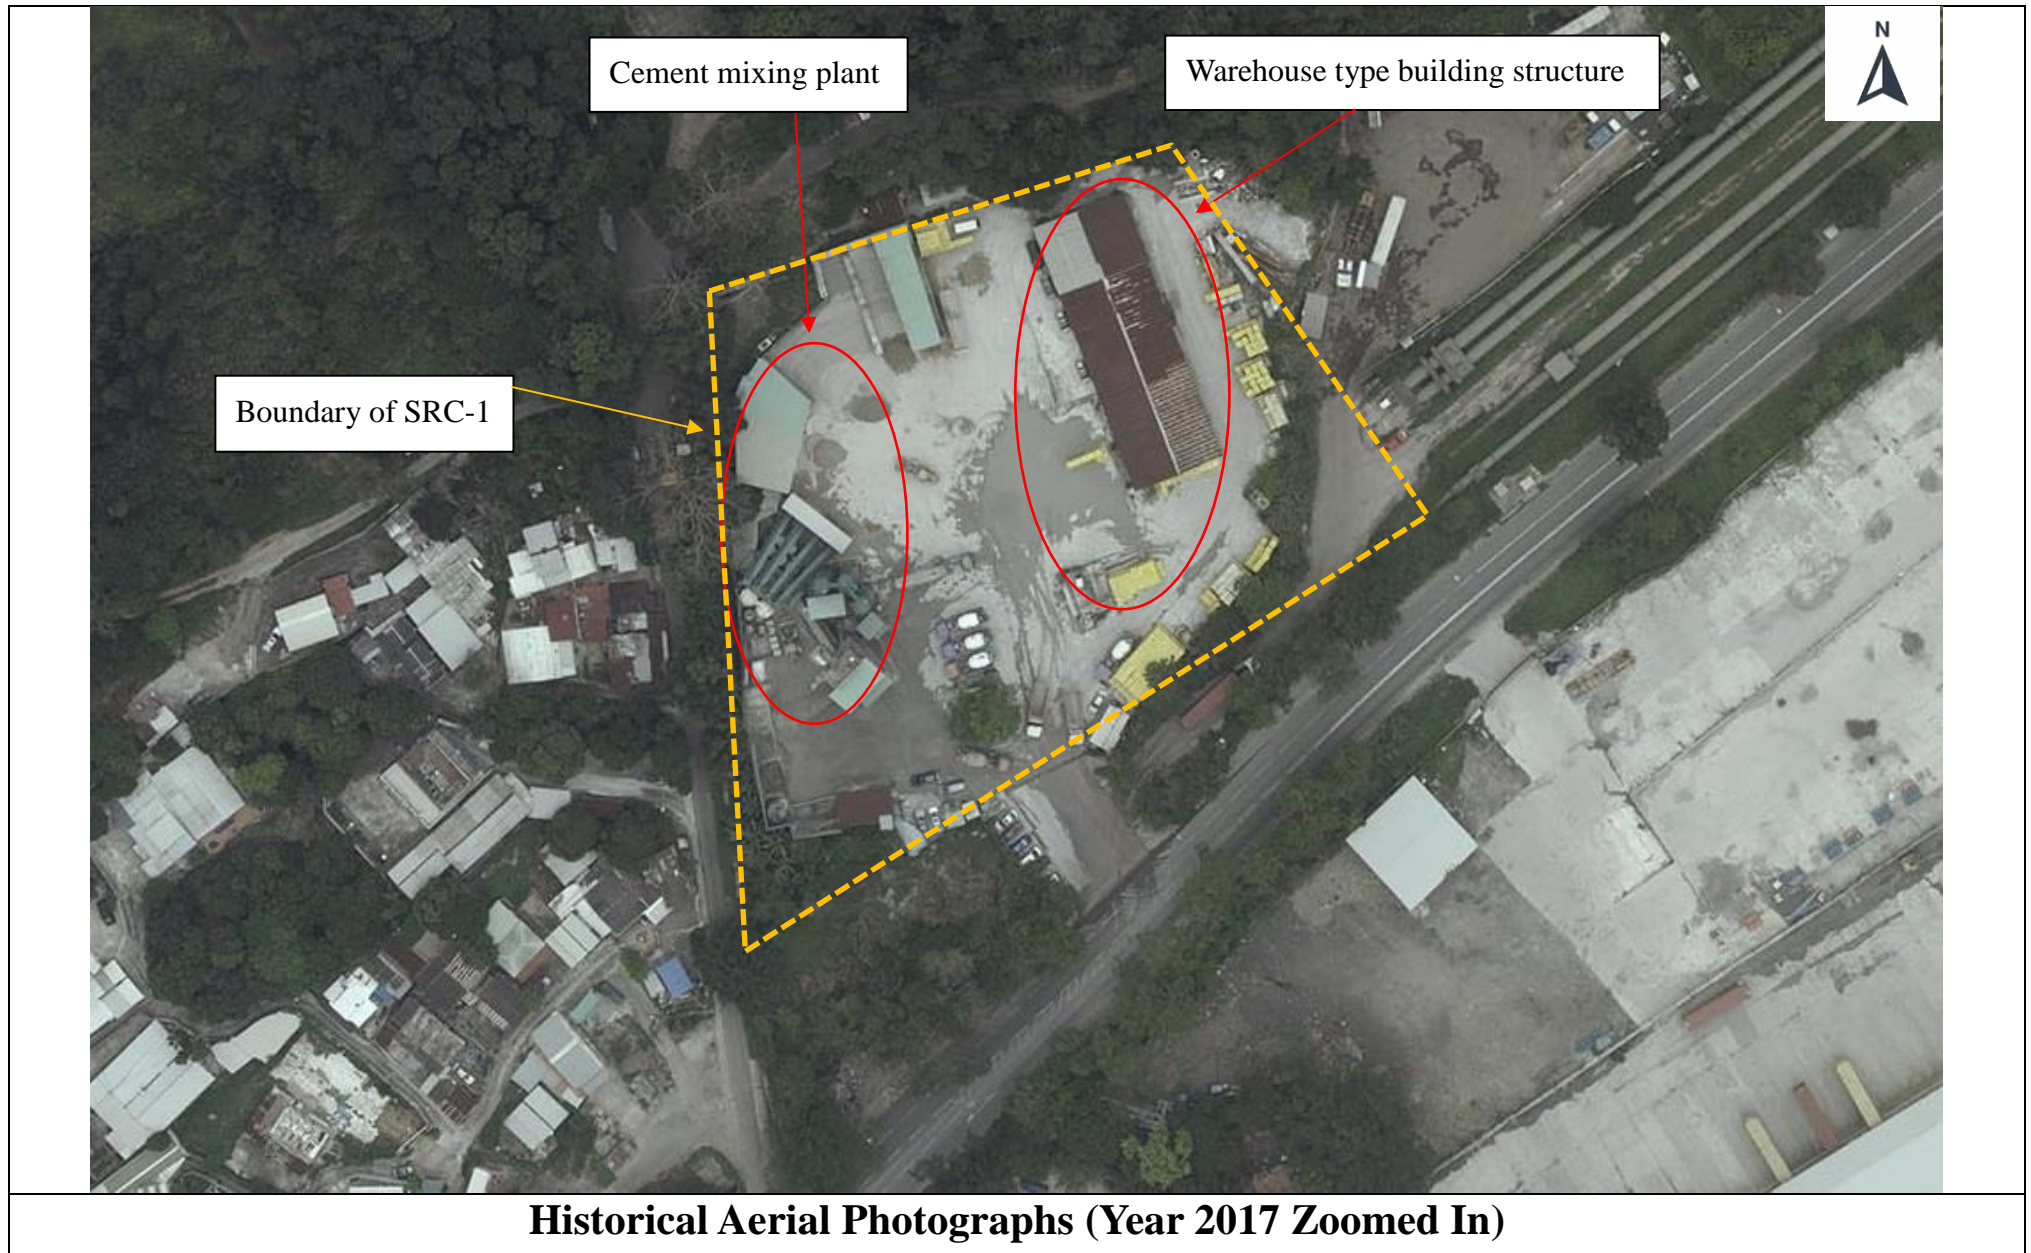 Cement mixing plant
Warehouse type building structure
N
Boundary of SRC-1
Historical Aerial Photographs (Year 2017 Zoomed In)